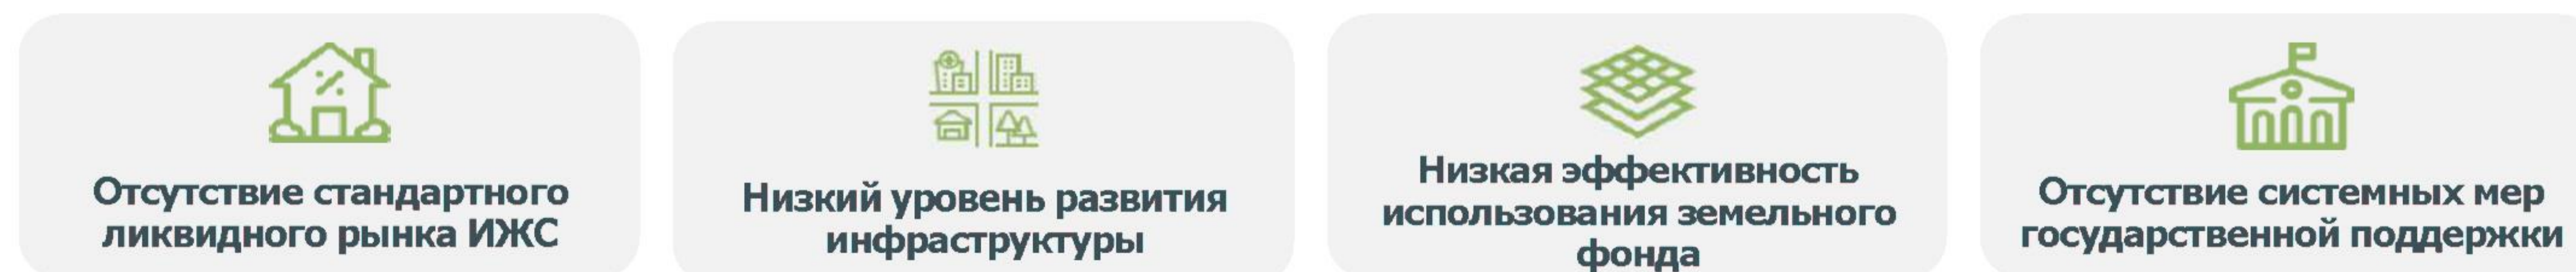 Отсутствие стандартного
ликвидного рынка ИЖС
Низкий уровень развития
инфраструктуры
Низкая эффективность
использования земельного
фонда
Отсутствие системных мер
государственной поддержки